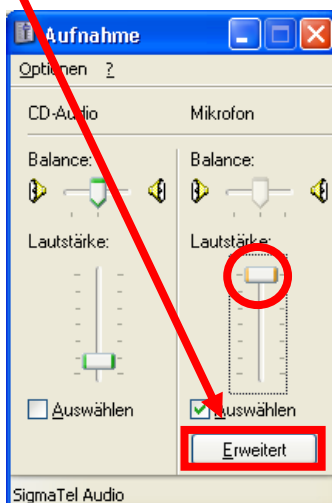 Aufnahme
Optionen ?
CD-Audio Mikrofon
Balance: Balance:
Lautstärke: Lautstärke:
Auswählen Auswählen
Erweitert
SigmaTel Audio